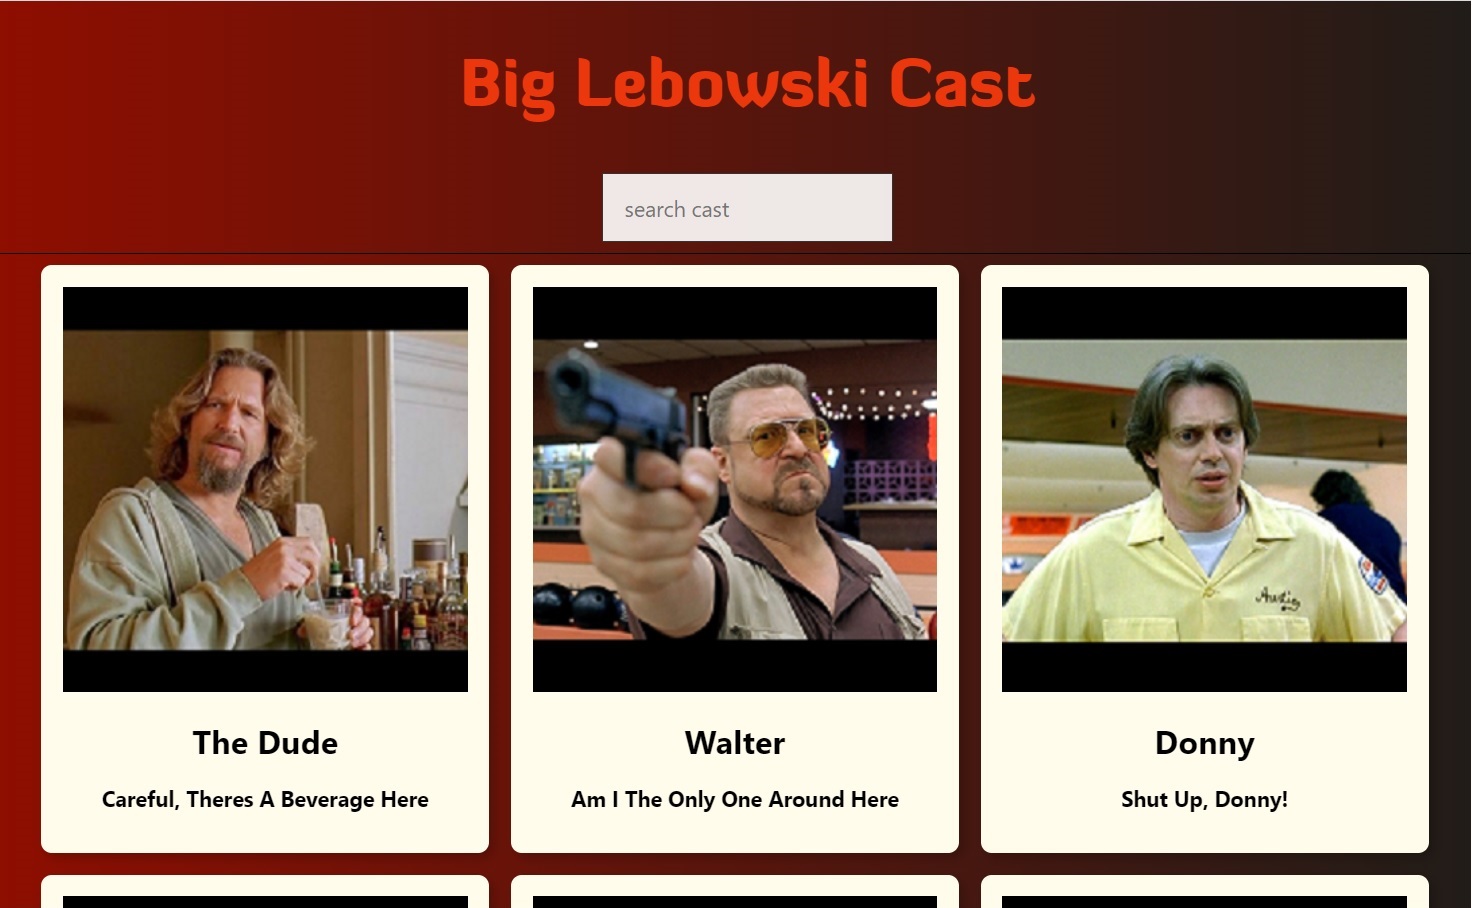 Big Lebowski Cast
search cast
The Dude
Careful, Theres A Beverage Here
Walter
Am I The Only One Around Here
Donny
Shut Up, Donny!